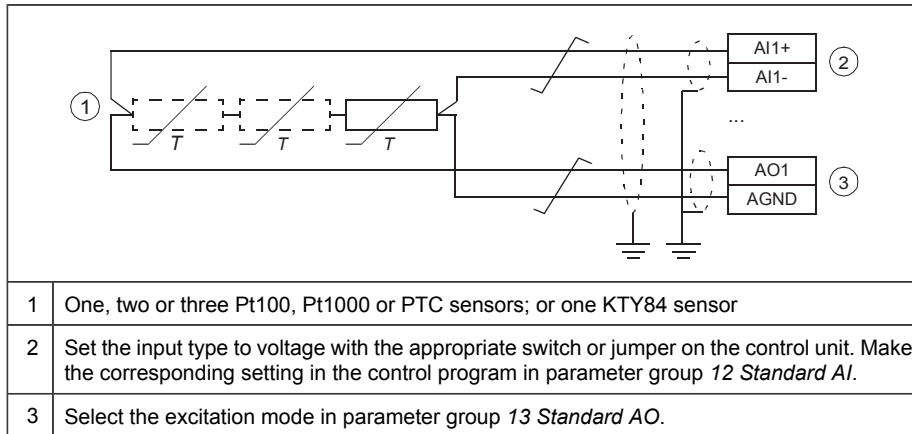 AI1+
AI1-
2
1
...
T
T
T
AO1
AGND
3
1 One, two or three Pt100, Pt1000 or PTC sensors; or one KTY84 sensor
2 Set the input type to voltage with the appropriate switch or jumper on the control unit. Make
the corresponding setting in the control program in parameter group 12 Standard AI.
3 Select the excitation mode in parameter group 13 Standard AO.